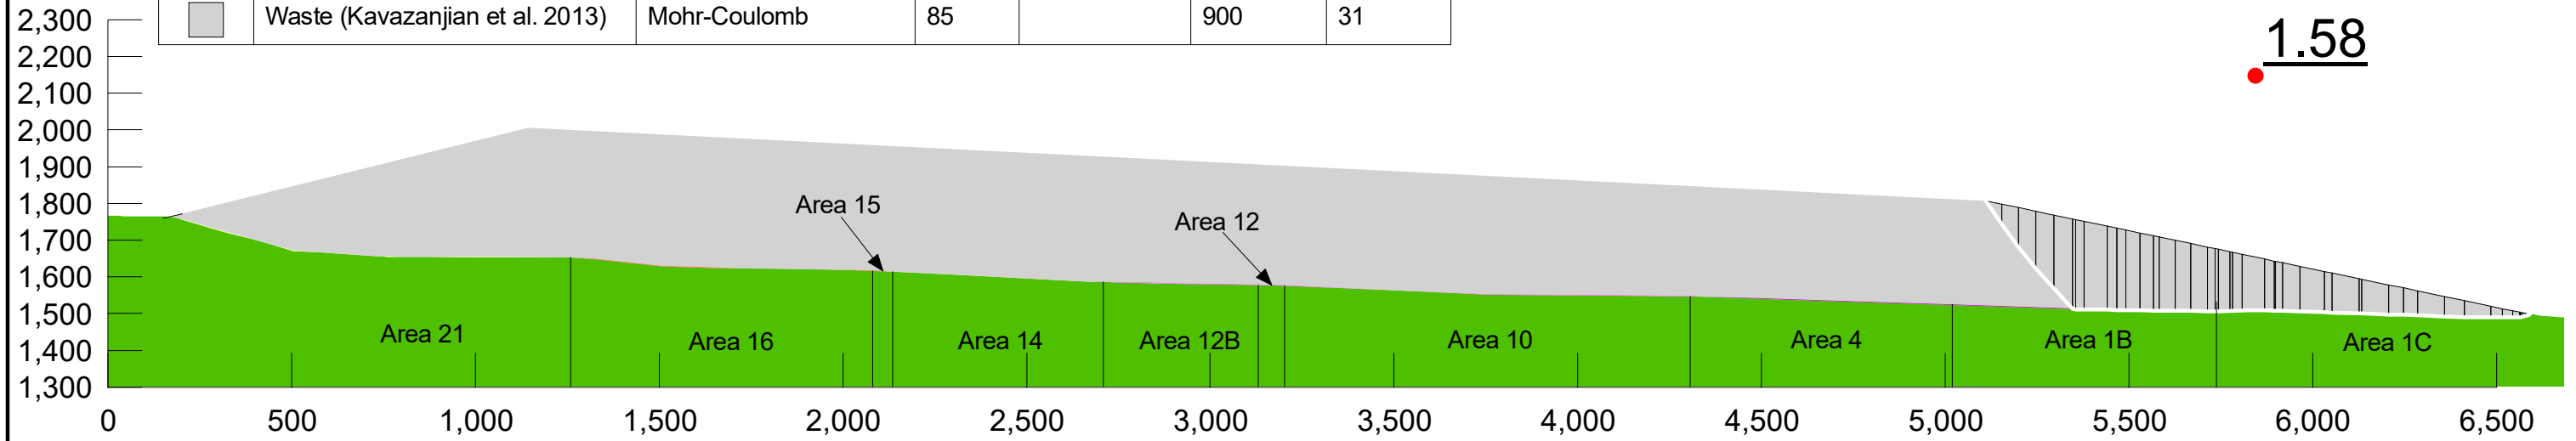 Waste (Kavazanjian et al. 2013) Mohr-Coulomb 85 900 31
1.58
2,300
2,200
2,100
2,000
1,900
1,800
1,700
1,600
1,500
1,400
1,300
Area 15
Area 12
Area 21
Area 16
Area 14
Area 12B
Area 10
Area 4
Area 1B
Area 1C
0 500 1,000 1,500 2,000 2,500 3,000 3,500 4,000 4,500 5,000 5,500 6,000 6,500